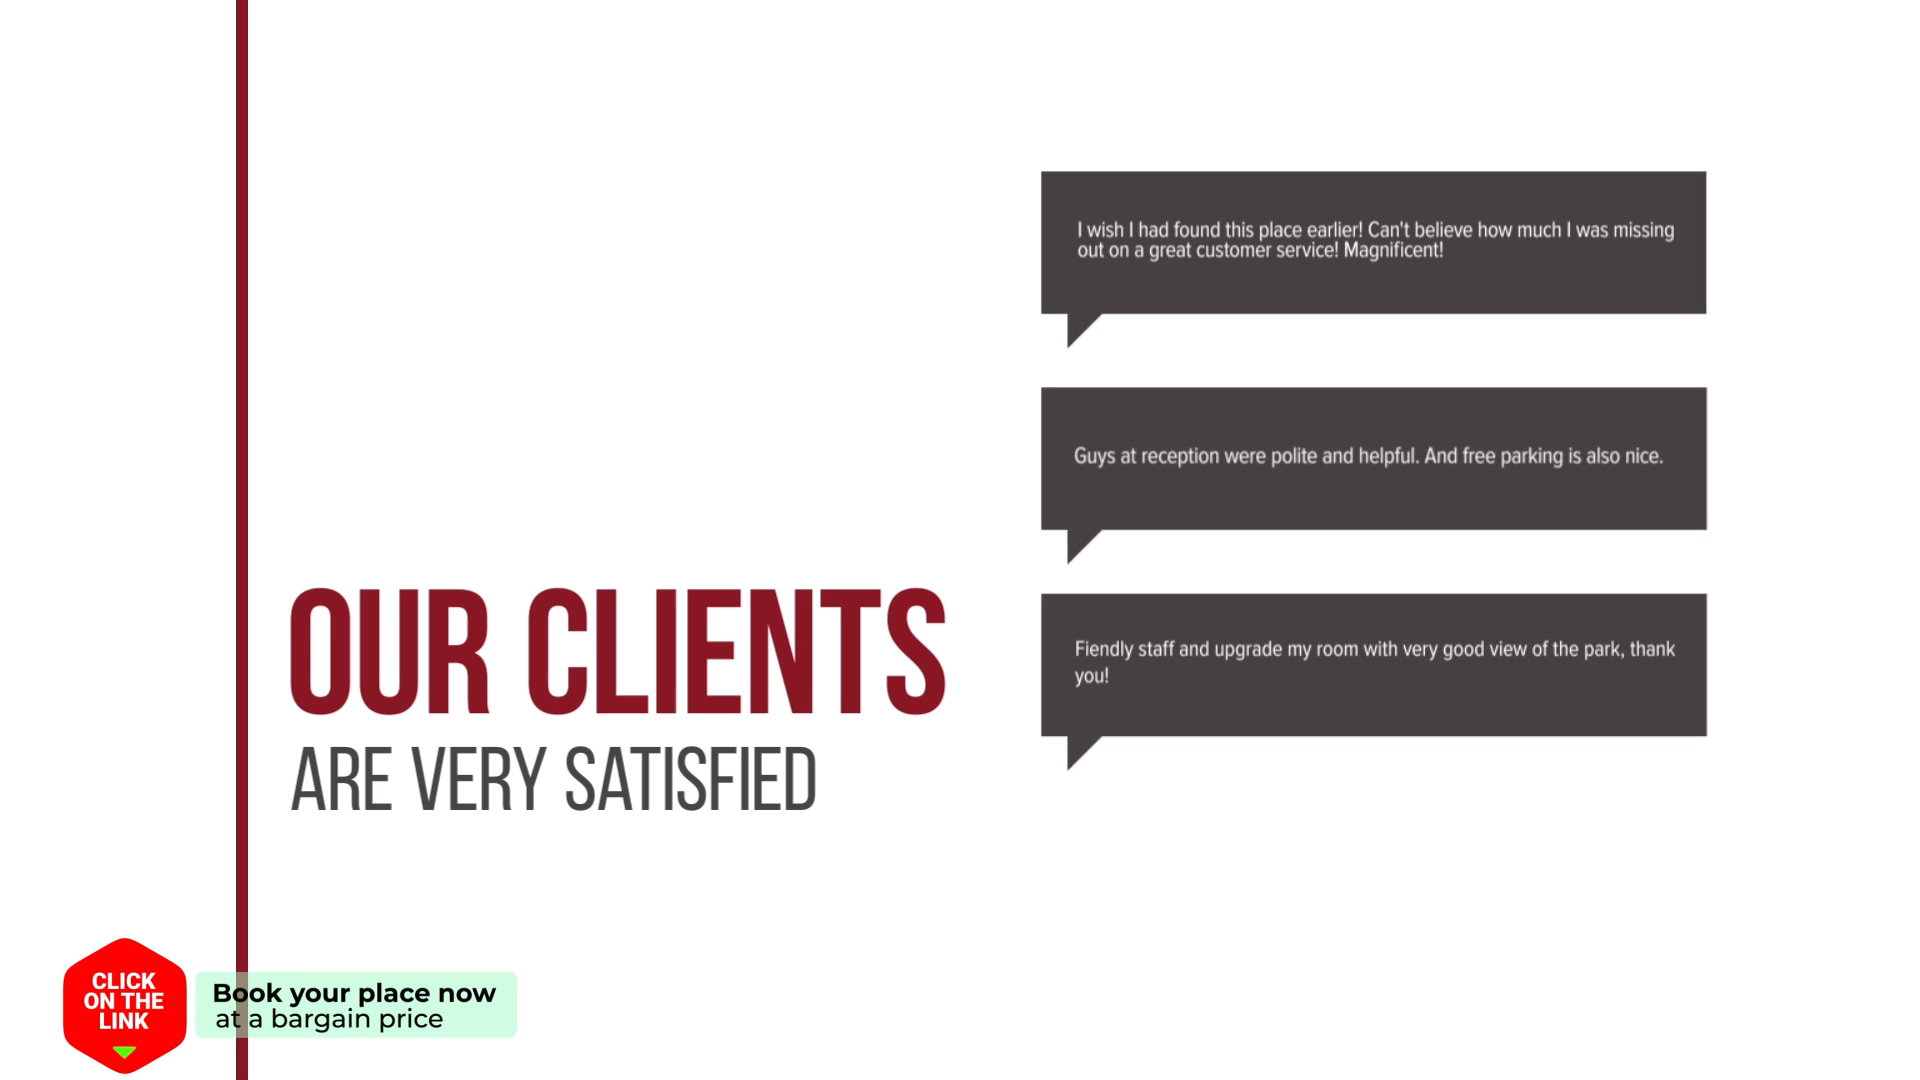 I wish I had found this place earlier! Can't believe how much I was missing
out on a great customer service! Magnificent!
Guys at reception were polite and helpful. And free parking is also nice.
Fiendly staff and upgrade my room with very good view of the park, thank
you!
OUR CLIENTS
ARE VERY SATISFIED
CLICK
ON THE
LINK
Book your place now
at a bargain price